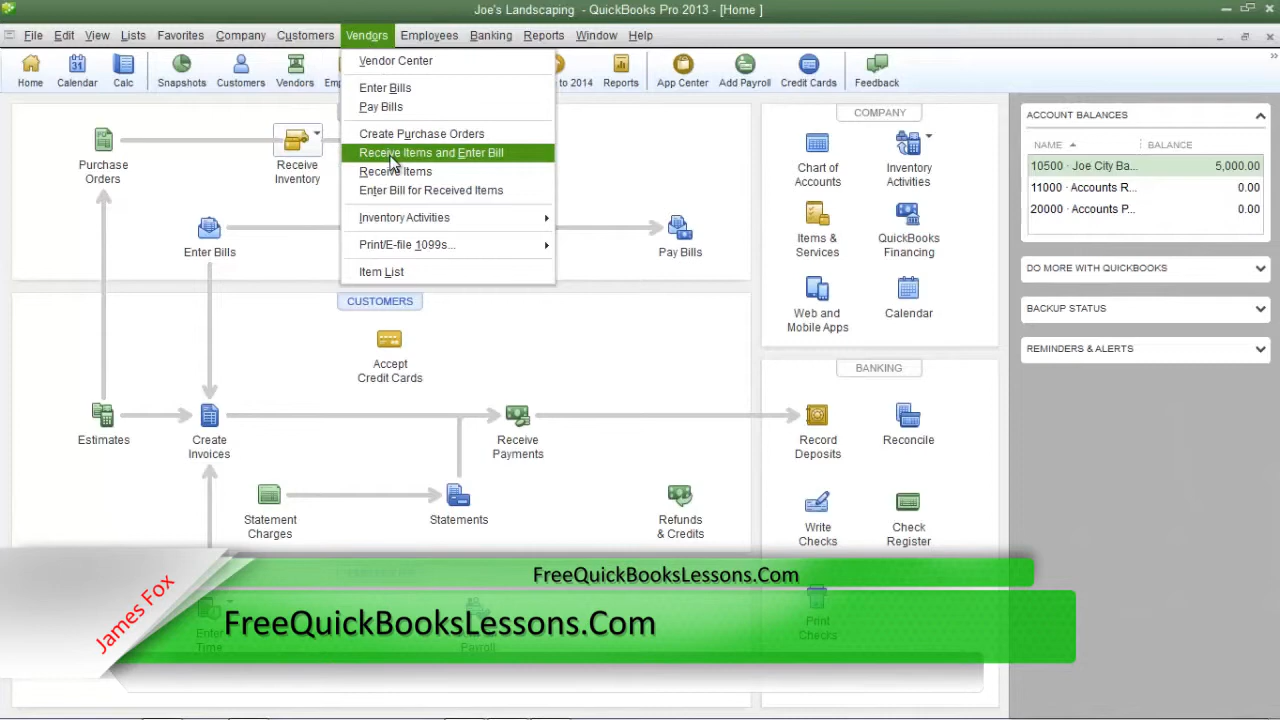 Joe's Landscaping - QuickBooks Pro 2013 - [Home ]
File Edit View Lists Favorites Company Customers Vendors Employees Banking Reports Window Help
Home Calendar Calc Snapshots Customers Vendors to 2014 Reports App Center Add Payroll Credit Cards Feedback
Vendor Center
Enter Bills
Pay Bills
Create Purchase Orders
Receive Items and Enter Bill
Receive Items
Enter Bill for Received Items
Inventory Activities
Print/E-file 1099s...
Item List
Purchase
Orders
Receive
Inventory
Enter Bills
Pay Bills
CUSTOMERS
Accept
Credit Cards
Estimates
Create
Invoices
Receive
Payments
Statement
Charges
Statements
Refunds
& Credits
Enter
Time
Payroll
COMPANY
Chart of
Accounts
Inventory
Activities
Items &
Services
QuickBooks
Financing
Web and
Mobile Apps
Calendar
BANKING
Record
Deposits
Reconcile
Write
Checks
Check
Register
Print
Checks
ACCOUNT BALANCES
NAME BALANCE
10500 · Joe City Ba... 5,000.00
11000 · Accounts R... 0.00
20000 · Accounts P... 0.00
DO MORE WITH QUICKBOOKS
BACKUP STATUS
REMINDERS & ALERTS
James Fox
FreeQuickBooksLessons.Com
FreeQuickBooksLessons.Com